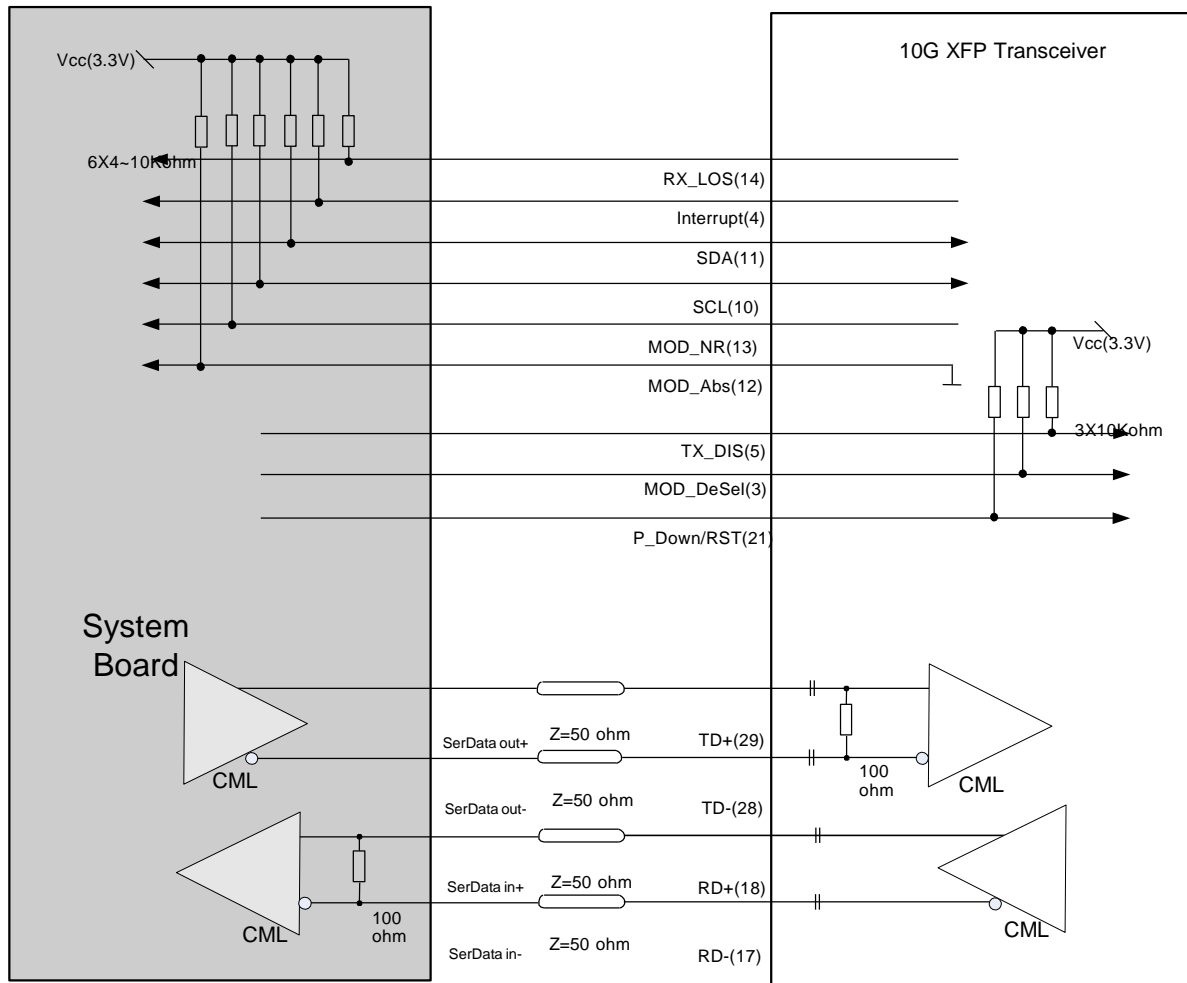 10G XFP Transceiver
Vcc(3.3V)
6X4~10Kohm
RX_LOS(14)
Interrupt(4)
SDA(11)
SCL(10)
MOD_NR(13)
Vcc(3.3V)
MOD_Abs(12)
3X10Kohm
TX_DIS(5)
MOD_DeSel(3)
P_Down/RST(21)
System
Board
SerData out+
Z=50 ohm
TD+(29)
CML
100
ohm
CML
SerData out-
Z=50 ohm
TD-(28)
SerData in+
Z=50 ohm
RD+(18)
CML
100
ohm
CML
SerData in-
Z=50 ohm
RD-(17)